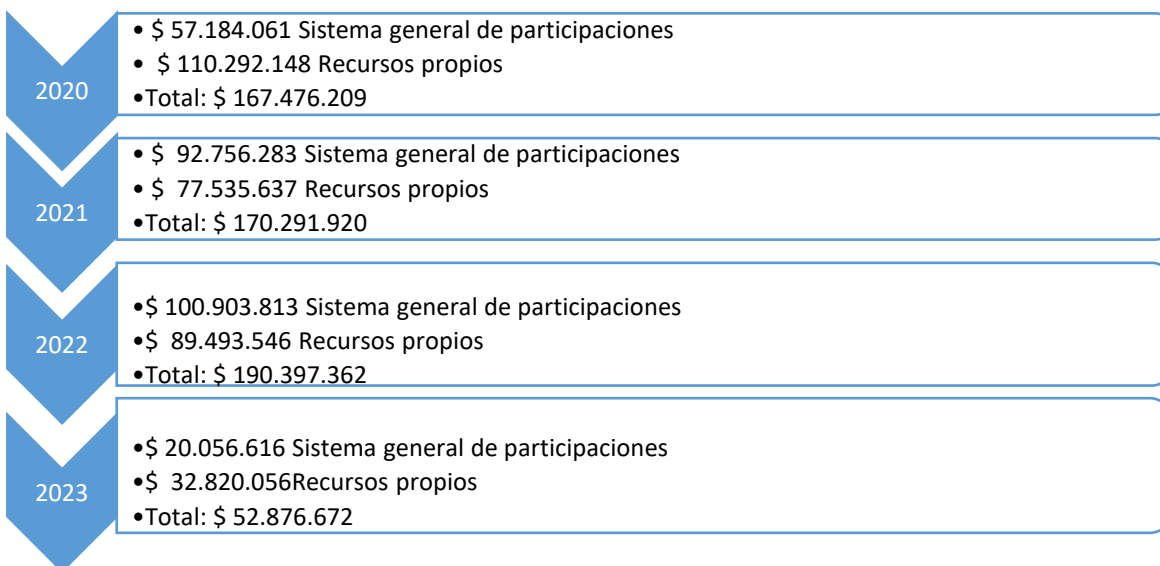 2020
• $ 57.184.061 Sistema general de participaciones
• $ 110.292.148 Recursos propios
•Total: $ 167.476.209
2021
• $ 92.756.283 Sistema general de participaciones
• $ 77.535.637 Recursos propios
•Total: $ 170.291.920
2022
•$ 100.903.813 Sistema general de participaciones
•$ 89.493.546 Recursos propios
•Total: $ 190.397.362
2023
•$ 20.056.616 Sistema general de participaciones
•$ 32.820.056Recursos propios
•Total: $ 52.876.672